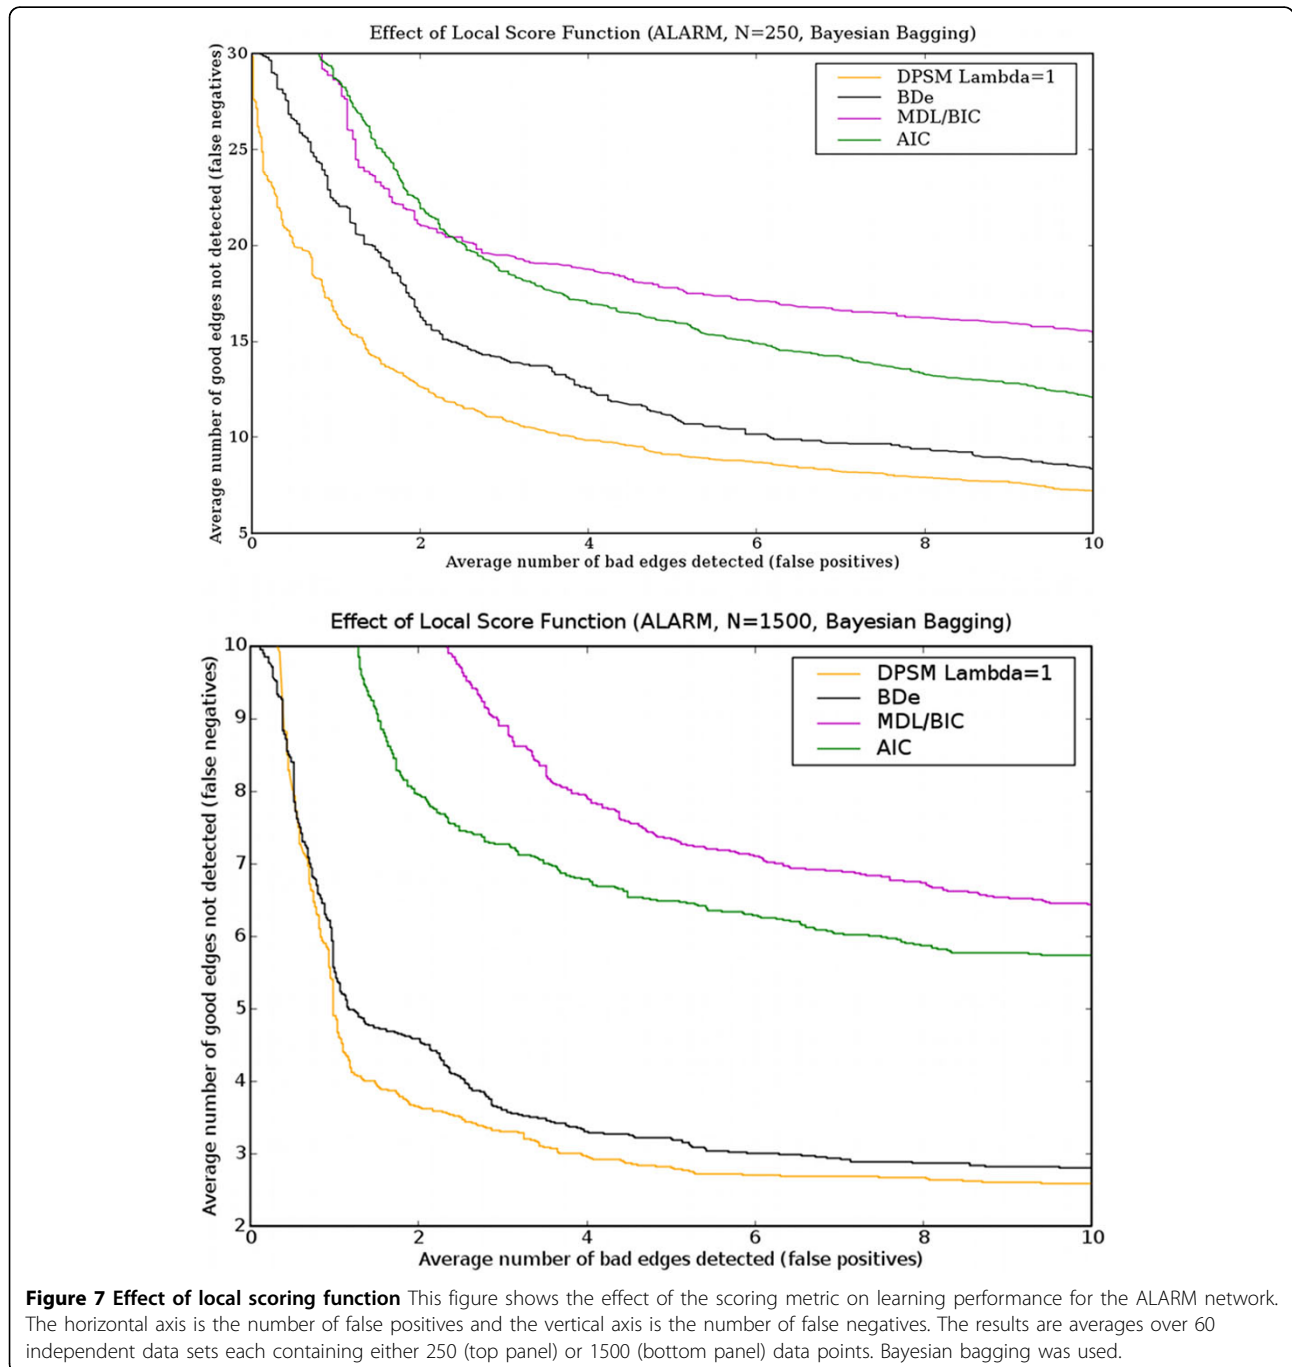 Effect of Local Score Function (ALARM, N=250, Bayesian Bagging)
Average number of good edges not detected (false negatives)
30
25
20
15
10
5
DPSM Lambda=1
BDe
MDL/BIC
AIC
0 2 4 6 8 10
Average number of bad edges detected (false positives)
Effect of Local Score Function (ALARM, N=1500, Bayesian Bagging)
Average number of good edges not detected (false negatives)
10
9
8
7
6
5
4
3
2
DPSM Lambda=1
BDe
MDL/BIC
AIC
0 2 4 6 8 10
Average number of bad edges detected (false positives)
Figure 7 Effect of local scoring function This figure shows the effect of the scoring metric on learning performance for the ALARM network.
The horizontal axis is the number of false positives and the vertical axis is the number of false negatives. The results are averages over 60
independent data sets each containing either 250 (top panel) or 1500 (bottom panel) data points. Bayesian bagging was used.